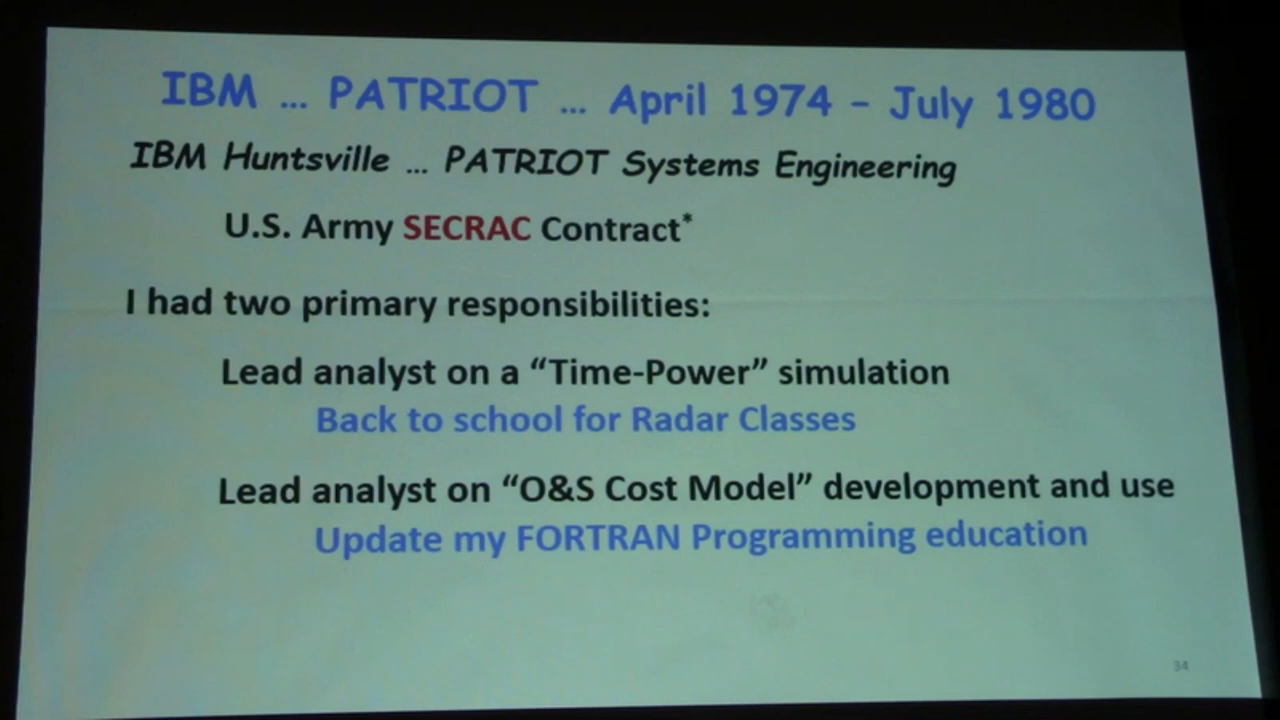 IBM … PATRIOT … April 1974 - July 1980
IBM Huntsville … PATRIOT Systems Engineering
U.S. Army SECRAC Contract*
I had two primary responsibilities:
Lead analyst on a “Time-Power” simulation
Back to school for Radar Classes
Lead analyst on “O&S Cost Model” development and use
Update my FORTRAN Programming education
34